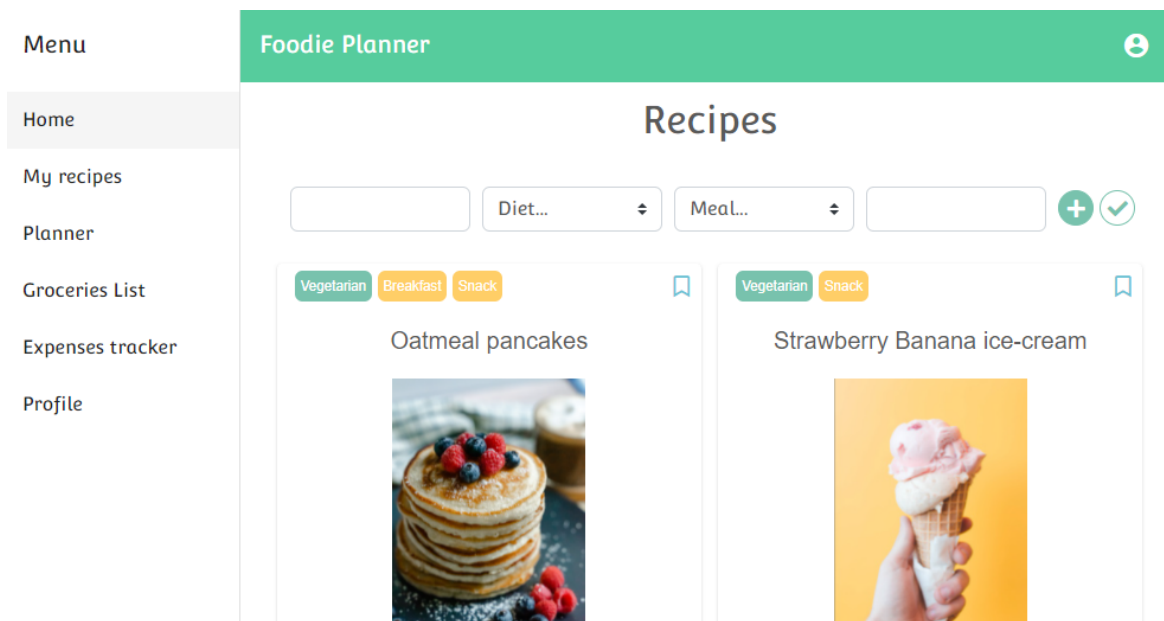 Menu
Home
My recipes
Planner
Groceries List
Expenses tracker
Profile
Foodie Planner
Recipes
Diet... Meal...
Vegetarian Breakfast Snack
Oatmeal pancakes
Vegetarian Snack
Strawberry Banana ice-cream